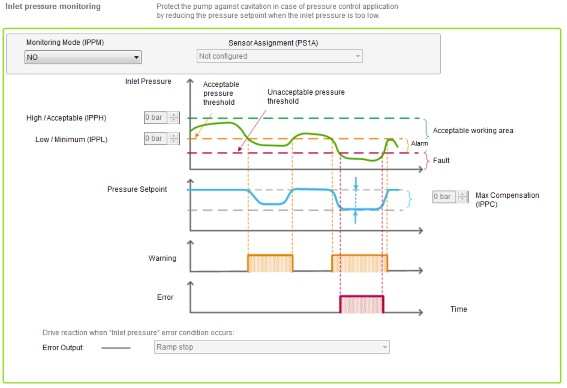 Inlet pressure monitoring
Protect the pump against cavitation in case of pressure control application
by reducing the pressure setpoint when the inlet pressure is too low.
Monitoring Mode (IPPM)
Sensor Assignment (PS1A)
NO
Not configured
Inlet Pressure
Acceptable
pressure
threshold
Unacceptable pressure
threshold
High / Acceptable (IPPH)
0 bar
Acceptable working area
Low / Minimum (IPPL)
0 bar
Alarm
Fault
Pressure Setpoint
0 bar
Max Compensation
(IPPC)
Warning
Error
Time
Drive reaction when "Inlet pressure" error condition occurs:
Error Output
Ramp stop